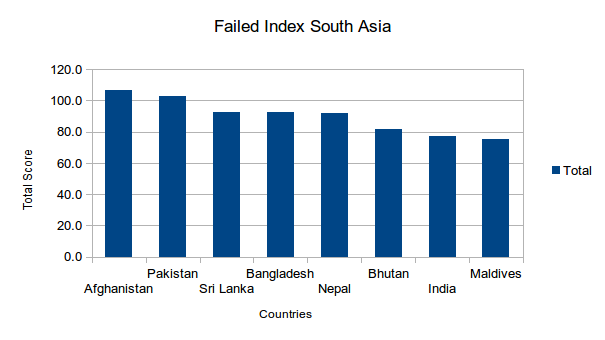 Failed Index South Asia
120.0
100.0
80.0
60.0
40.0
20.0
0.0
Total Score
Total
Pakistan Bangladesh Bhutan Maldives
Afghanistan Sri Lanka Nepal India
Countries